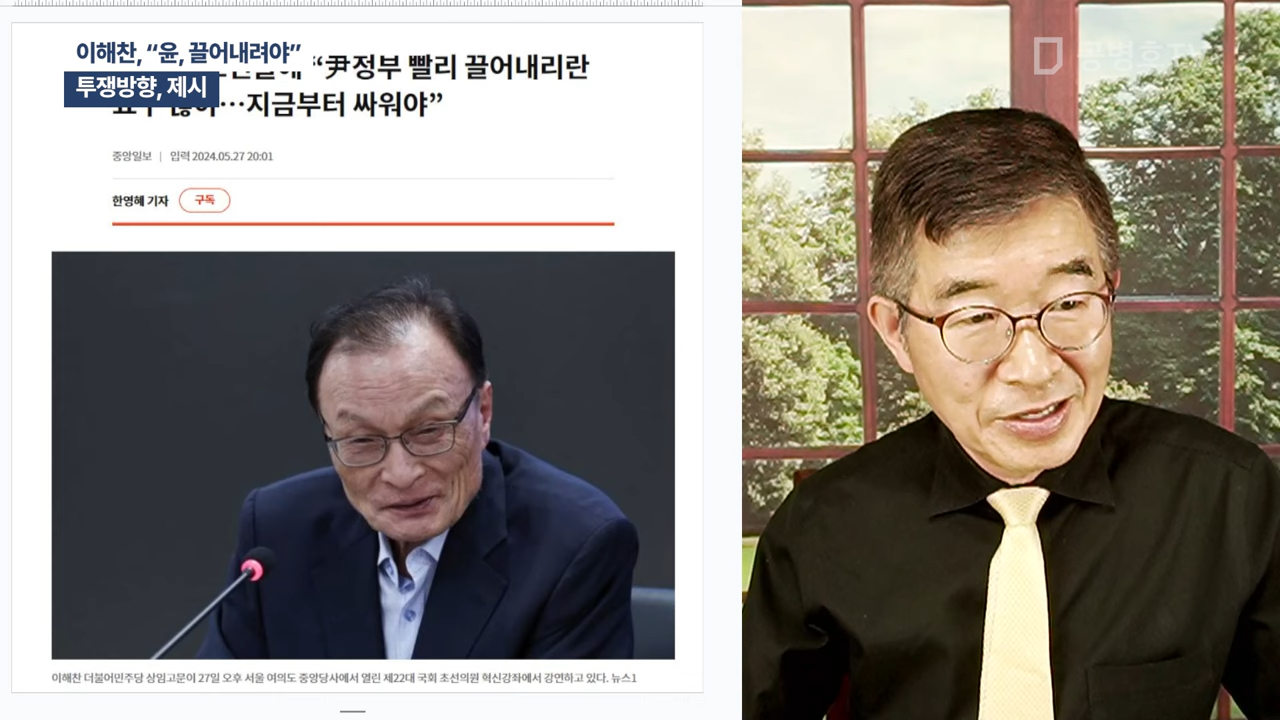 이해찬, “윤, 끌어내려야”
투쟁방향, 제시
“尹정부 빨리 끌어내리란
…지금부터 싸워야”
중앙일보 | 입력 2024.05.27 20:01
한영혜 기자 구독
이해찬 더불어민주당 상임고문이 27일 오후 서울 여의도 중앙당사에서 열린 제22대 국회 초선의원 혁신강좌에서 강연하고 있다. 뉴스1
공병호